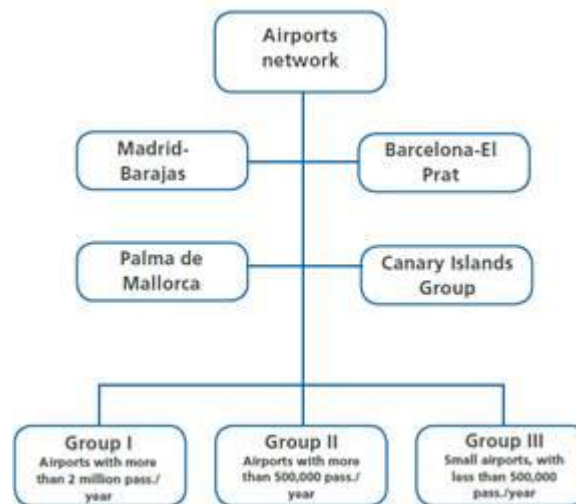 Airports
network
Madrid-
Barajas
Barcelona-El
Prat
Palma de
Mallorca
Canary Islands
Group
Group I
Airports with more
than 2 million pass./
year
Group II
Airports with more
than 500,000 pass./
year
Group III
Small airports, with
less than 500,000
pass./year